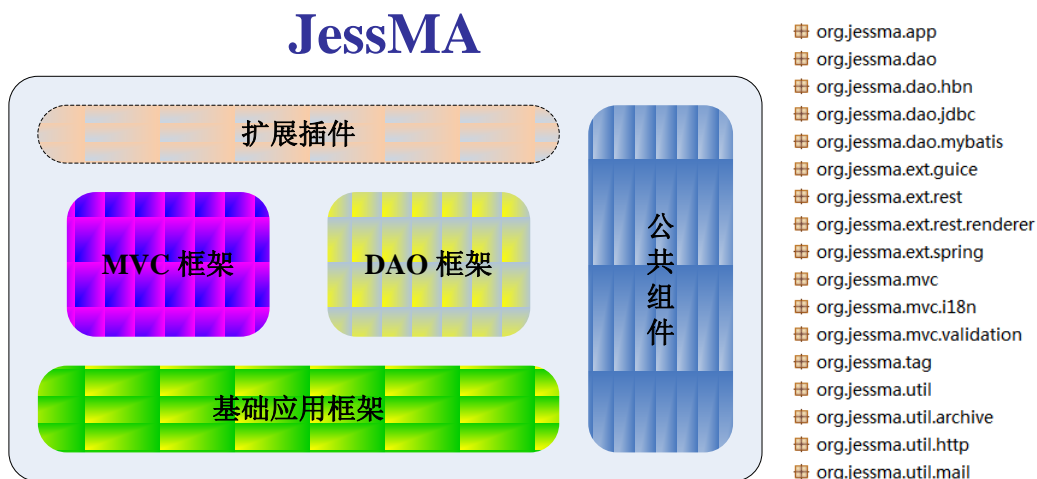 JessMA
扩展插件
MVC 框架
DAO 框架
公
共
组
件
基础应用框架
org.jessma.app
org.jessma.dao
org.jessma.dao.hbn
org.jessma.dao.jdbc
org.jessma.dao.mybatis
org.jessma.ext.guice
org.jessma.ext.rest
org.jessma.ext.rest.renderer
org.jessma.ext.spring
org.jessma.mvc
org.jessma.mvc.i18n
org.jessma.mvc.validation
org.jessma.tag
org.jessma.util
org.jessma.util.archive
org.jessma.util.http
org.jessma.util.mail